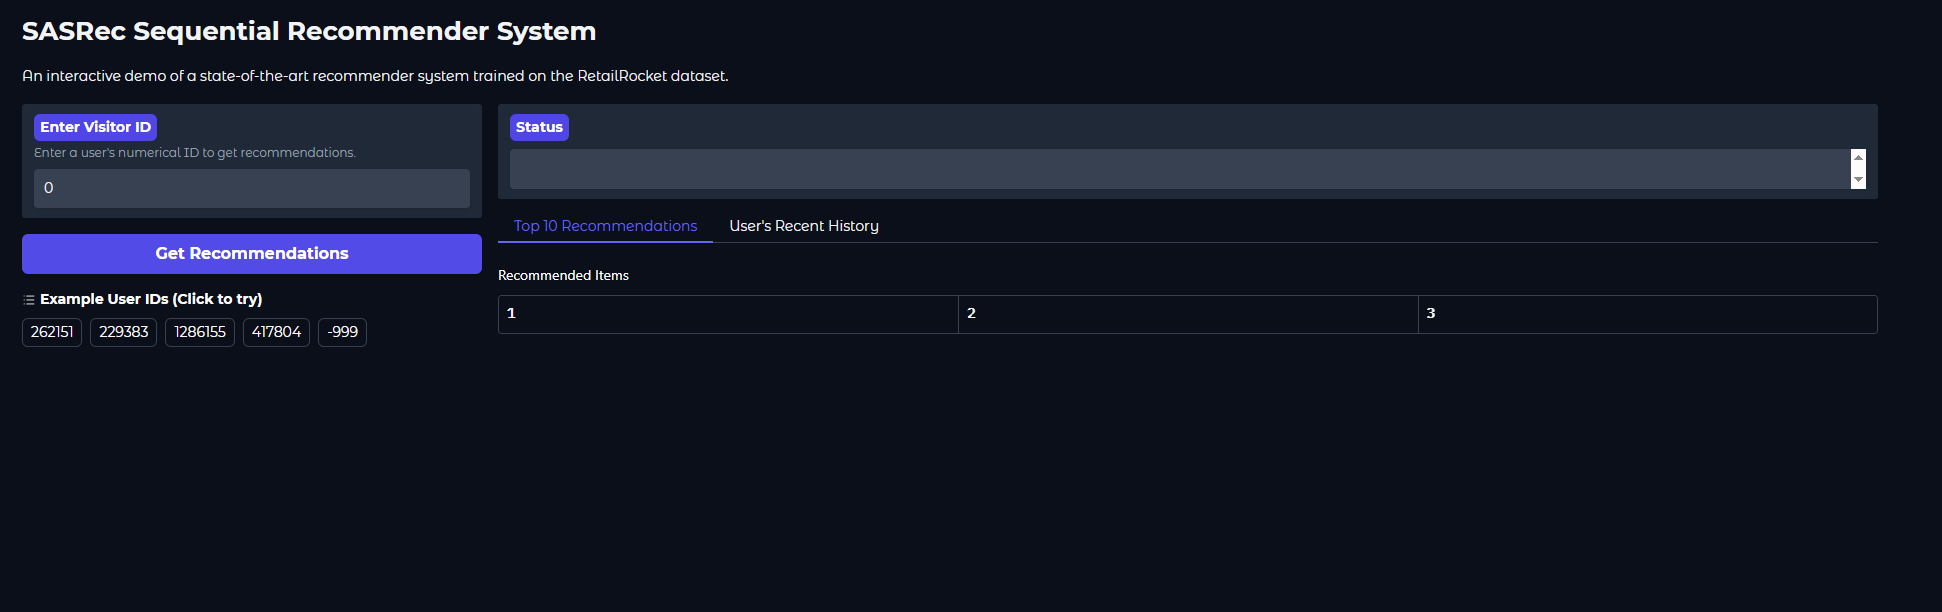 SASRec Sequential Recommender System
An interactive demo of a state-of-the-art recommender system trained on the RetailRocket dataset.
Enter Visitor ID
Enter a user's numerical ID to get recommendations.
0
Get Recommendations
Example User IDs (Click to try)
262151 229383 1286155 417804 -999
Status
Top 10 Recommendations User's Recent History
Recommended Items
1 2 3